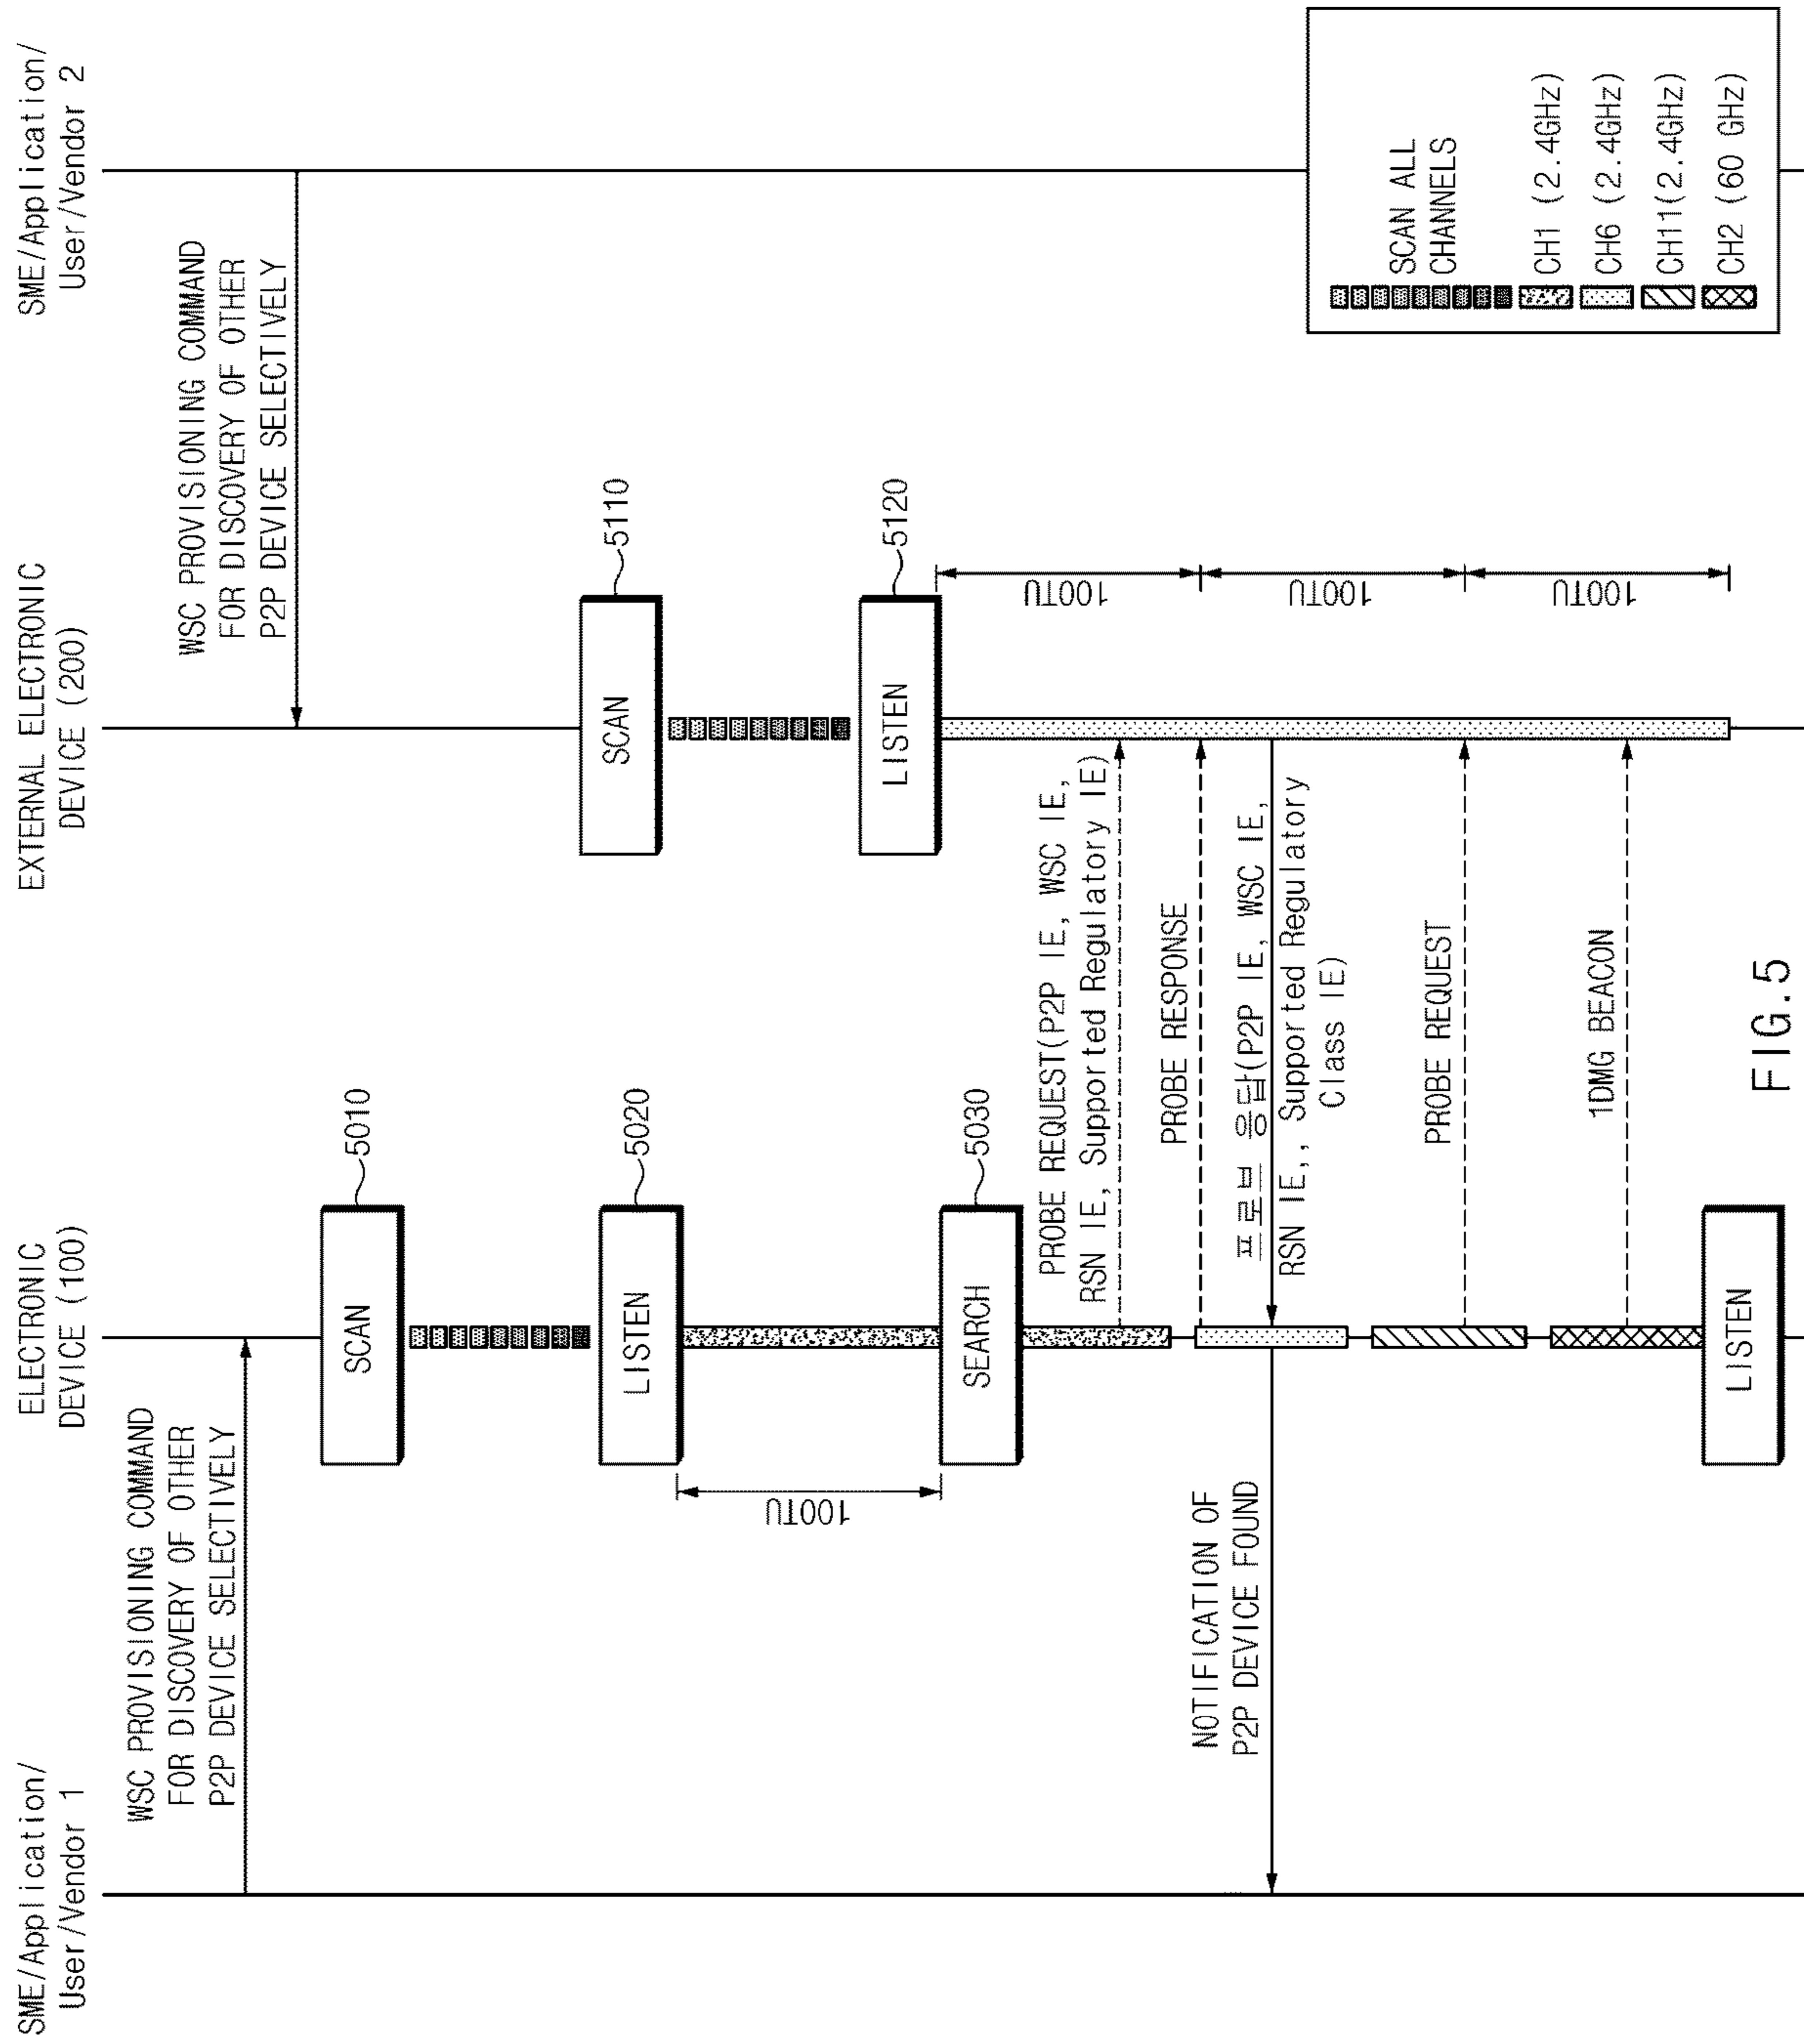 SME/Application/
User/Vendor 1
ELECTRONIC
DEVICE (100)
EXTERNAL ELECTRONIC
DEVICE (200)
SME/Application/
User/Vendor 2
WSC PROVISIONING COMMAND
FOR DISCOVERY OF OTHER
P2P DEVICE SELECTIVELY
WSC PROVISIONING COMMAND
FOR DISCOVERY OF OTHER
P2P DEVICE SELECTIVELY
SCAN
5010
SCAN
5110
LISTEN
5020
LISTEN
5120
100TU
SEARCH
5030
100TU
100TU
100TU
PROBE REQUEST(P2P IE, WSC IE,
RSN IE, Supported Regulatory IE)
PROBE RESPONSE
프로브 응답(P2P IE, WSC IE,
RSN IE,, Supported Regulatory
Class IE)
NOTIFICATION OF
P2P DEVICE FOUND
PROBE REQUEST
1DMG BEACON
LISTEN
SCAN ALL
CHANNELS
CH1 (2.4GHz)
CH6 (2.4GHz)
CH11(2.4GHz)
CH2 (60 GHz)
FIG.5